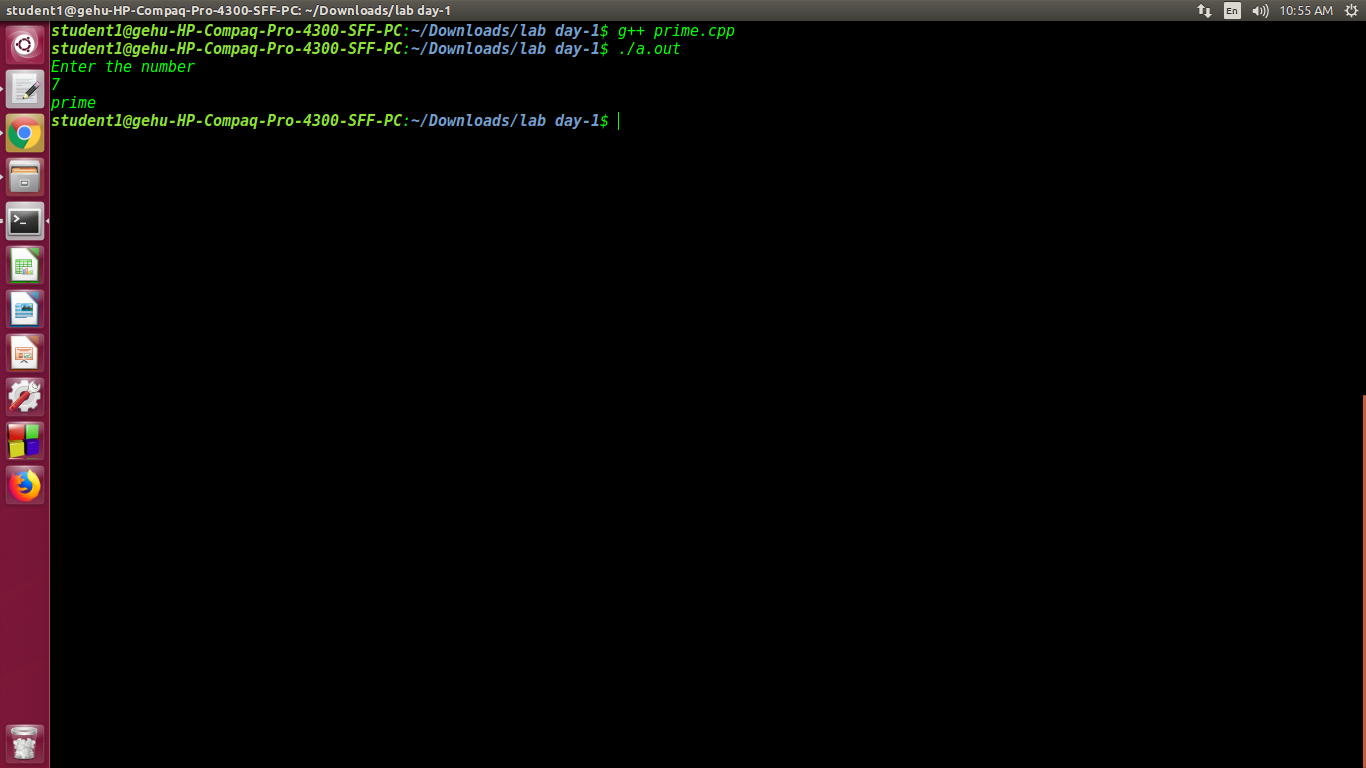 student1@gehu-HP-Compaq-Pro-4300-SFF-PC: ~/Downloads/lab day-1
En
10:55 AM
student1@gehu-HP-Compaq-Pro-4300-SFF-PC:~/Downloads/lab day-1$ g++ prime.cpp
student1@gehu-HP-Compaq-Pro-4300-SFF-PC:~/Downloads/lab day-1$ ./a.out
Enter the number
7
prime
student1@gehu-HP-Compaq-Pro-4300-SFF-PC:~/Downloads/lab day-1$